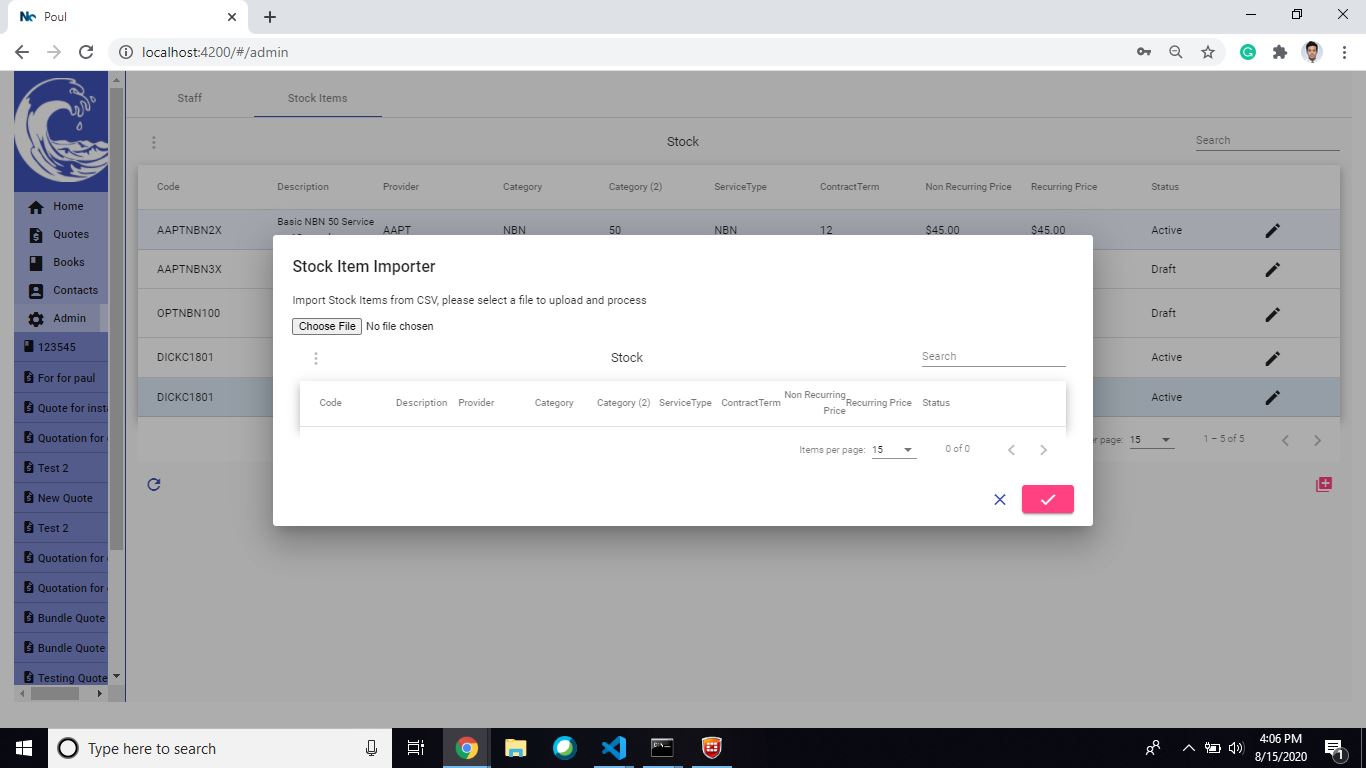 Poul
localhost:4200/#/admin
Staff
Stock Items
Stock
Search
Code Description Provider Category Category (2) ServiceType ContractTerm Non Recurring Price Recurring Price Status
Basic NBN 50 Service
AAPTNBN2X AAPT NBN 50 NBN 12 $45.00 $45.00 Active
AAPTNBN3X Draft
OPTNBN100 Draft
DICKC1801 Active
DICKC1801 Active
r page: 15 1 – 5 of 5
Home
Quotes
Books
Contacts
Admin
123545
For for paul
Quote for inst
Quotation for
Test 2
New Quote
Test 2
Quotation for
Quotation for
Bundle Quote
Bundle Quote
Testing Quote
Stock Item Importer
Import Stock Items from CSV, please select a file to upload and process
Choose File No file chosen
Stock
Search
Code Description Provider Category Category (2) ServiceType ContractTerm Non Recurring Price Recurring Price Status
Items per page: 15 0 of 0
Type here to search
4:06 PM
8/15/2020
1